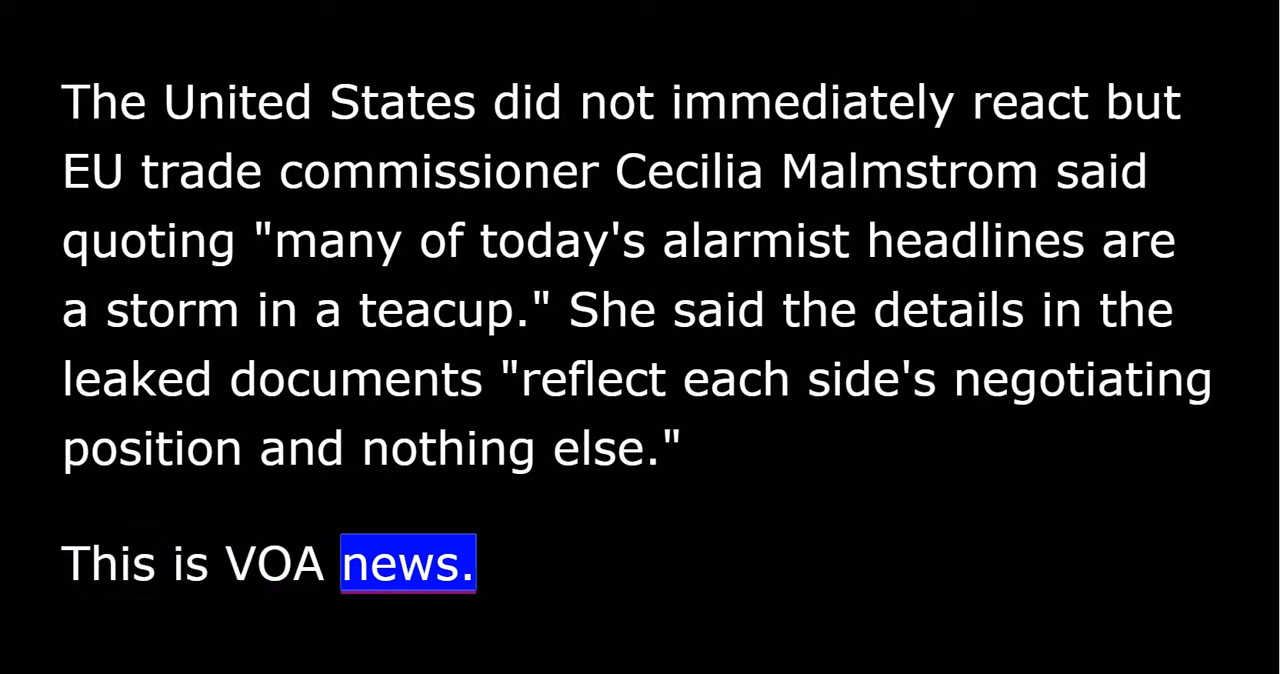 The United States did not immediately react but
EU trade commissioner Cecilia Malmstrom said
quoting "many of today's alarmist headlines are
a storm in a teacup." She said the details in the
leaked documents "reflect each side's negotiating
position and nothing else."
This is VOA news.